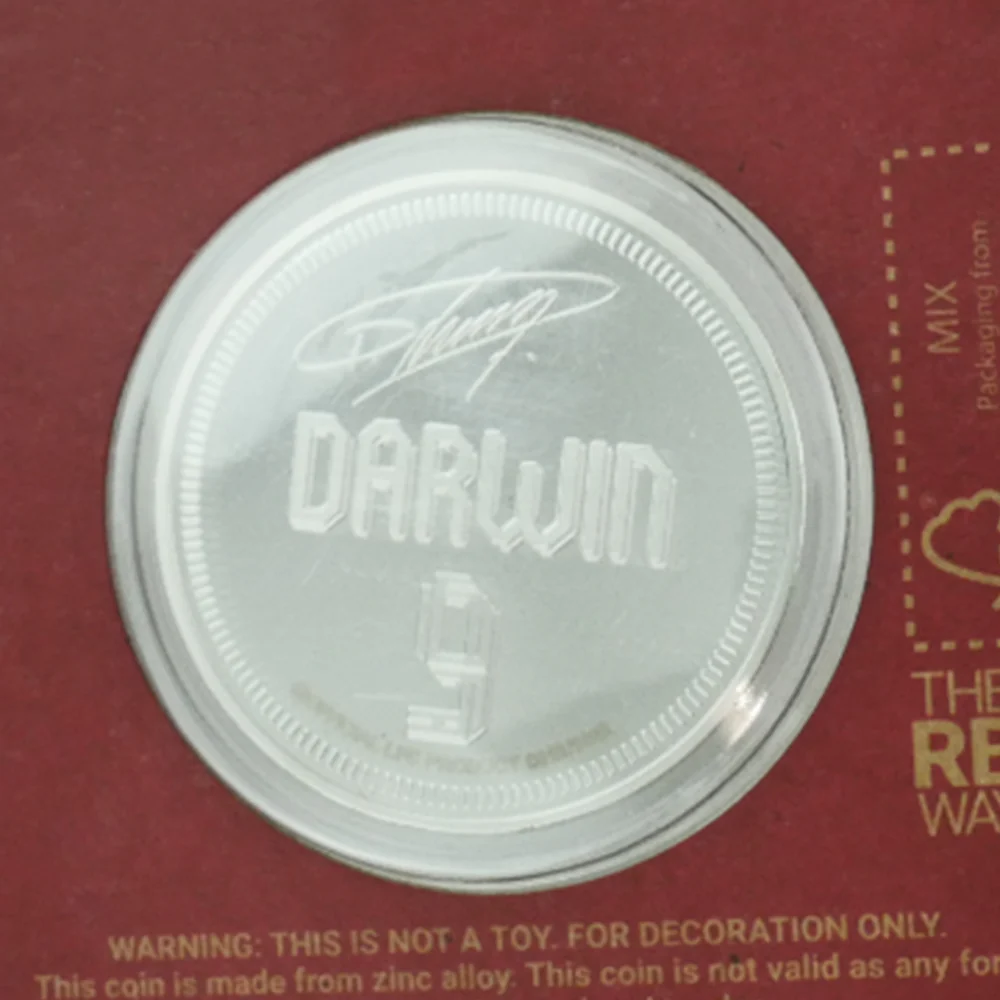 DARWIN
9
MIX
Packaging from
THE
RE
WA
WARNING: THIS IS NOT A TOY. FOR DECORATION ONLY.
This coin is made from zinc alloy. This coin is not valid as any for